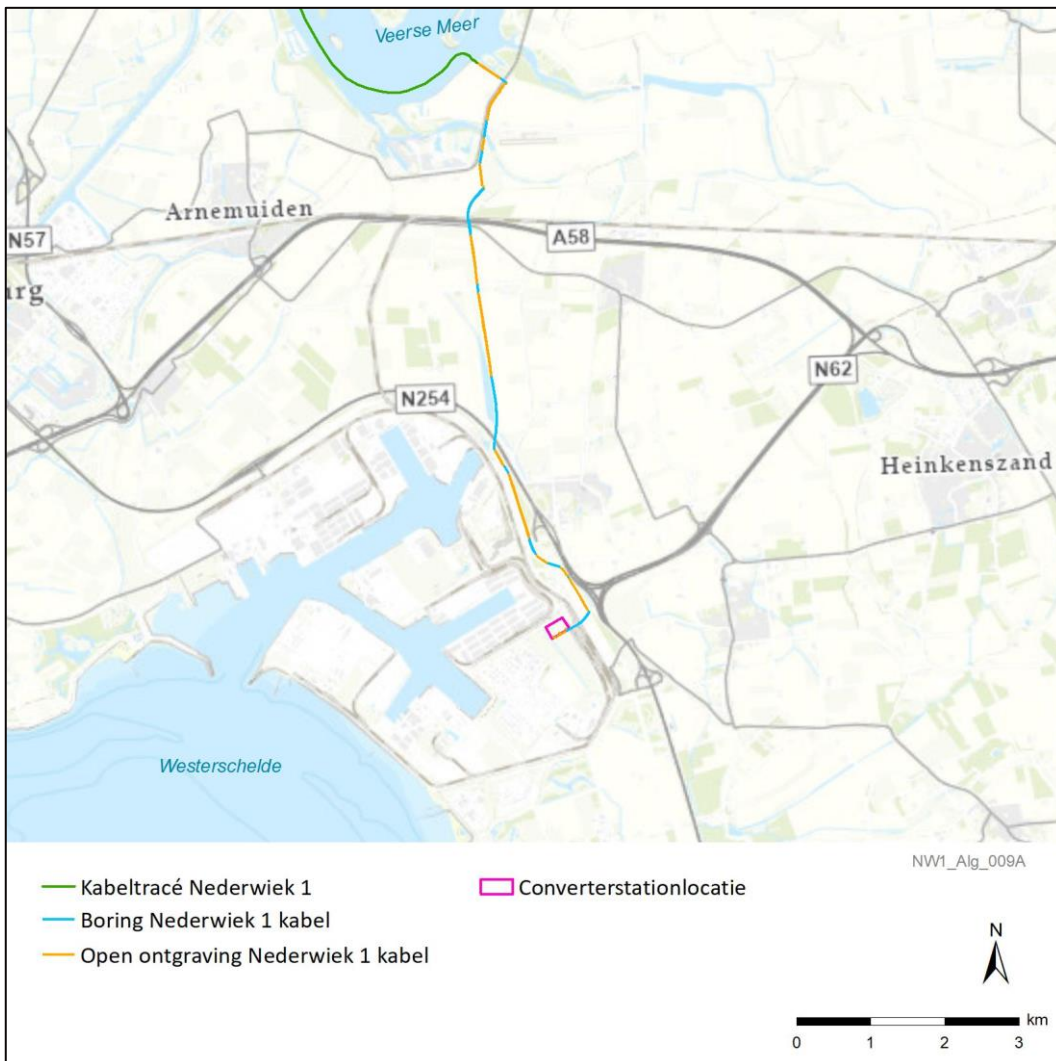 Veerse Meer
Arnemuiden
N57
A58
urg
N62
N254
Heinkenszand
Westerschelde
NW1_Alg_009A
Kabeltracé Nederwiek 1
Converterstationlocatie
Boring Nederwiek 1 kabel
Open ontgraving Nederwiek 1 kabel
N
km
0 1 2 3